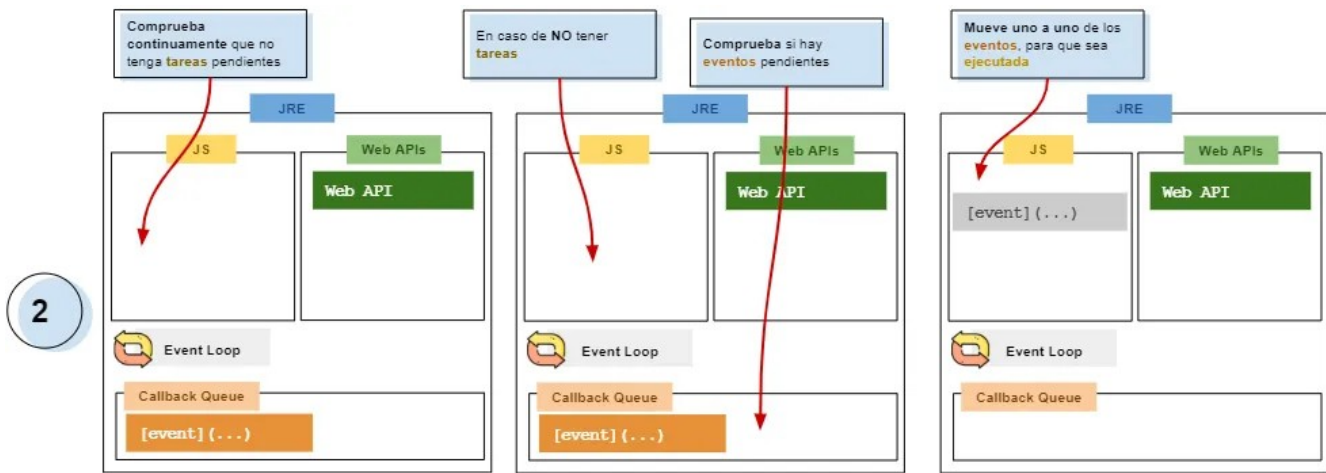 Comprueba
continuamente que no
tenga tareas pendientes
En caso de NO tener
tareas
Comprueba si hay
eventos pendientes
Mueve uno a uno de los
eventos, para que sea
ejecutada
JRE
JRE
JRE
JS
Web APIs
JS
Web APIs
JS
Web APIs
Web API
Web API
Web API
[event](...)
2
Event Loop
Event Loop
Event Loop
Callback Queue
Callback Queue
Callback Queue
[event](...)
[event](...)